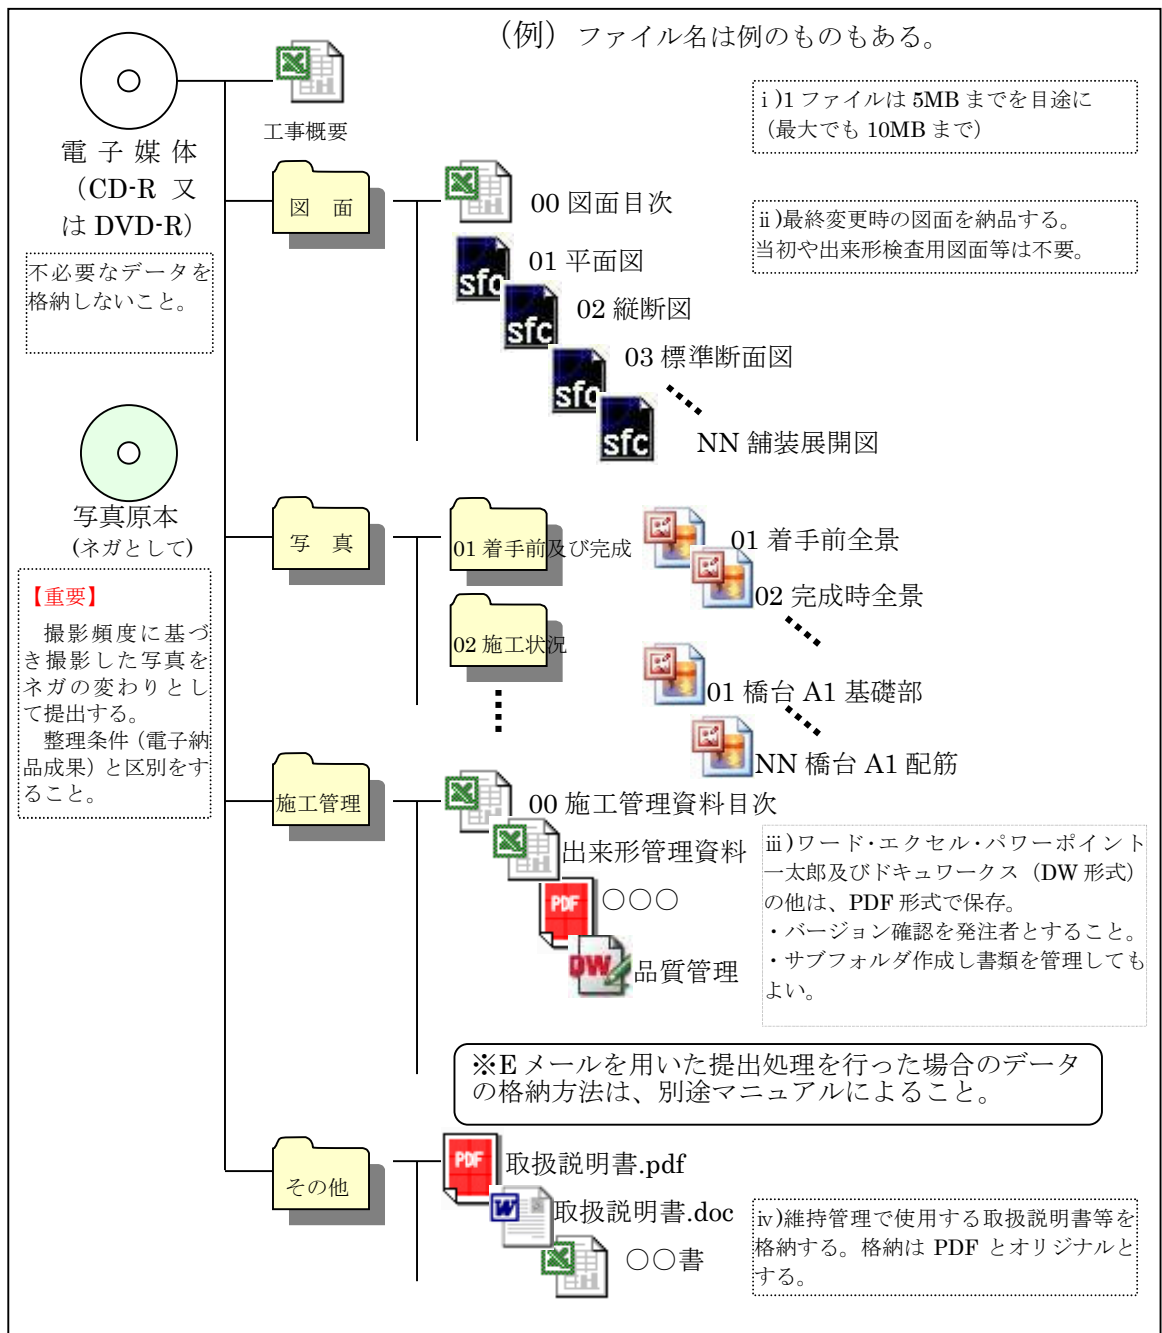 （例）ファイル名は例のものもある。
工事概要
電子媒体
（CD-R 又
は DVD-R）
ⅰ)1 ファイルは 5MB までを目途に
（最大でも 10MB まで）
不必要なデータを
格納しないこと。
図　面
00 図面目次
sfc
01 平面図
sfc
02 縦断図
sfc
03 標準断面図
sfc
NN 舗装展開図
ⅱ)最終変更時の図面を納品する。
当初や出来形検査用図面等は不要。
写真原本
(ネガとして)
【重要】
撮影頻度に基づ
き撮影した写真を
ネガの変わりとし
て提出する。
整理条件（電子納
品成果）と区別をす
ること。
写　真
01 着手前及び完成
01 着手前全景
02 完成時全景
02 施工状況
01 橋台 A1 基礎部
NN 橋台 A1 配筋
施工管理
00 施工管理資料目次
出来形管理資料
PDF
○○○
DW
品質管理
ⅲ)ワード・エクセル・パワーポイント
一太郎及びドキュワークス（DW 形式）
の他は、PDF 形式で保存。
・バージョン確認を発注者とすること。
・サブフォルダ作成し書類を管理しても
よい。
※E メールを用いた提出処理を行った場合のデータ
の格納方法は、別途マニュアルによること。
その他
PDF
取扱説明書.pdf
W
取扱説明書.doc
○○書
ⅳ)維持管理で使用する取扱説明書等を
格納する。格納は PDF とオリジナルと
する。